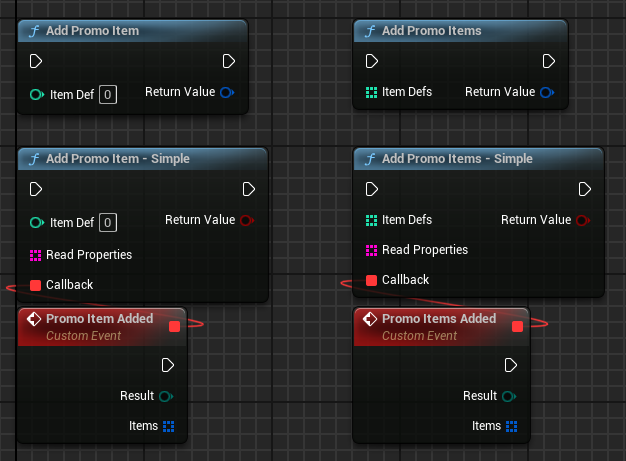 Add Promo Item
Item Def 0
Return Value
Add Promo Items
Item Defs
Return Value
Add Promo Item - Simple
Item Def 0
Return Value
Read Properties
Callback
Add Promo Items - Simple
Item Defs
Return Value
Read Properties
Callback
Promo Item Added
Custom Event
Result
Items
Promo Items Added
Custom Event
Result
Items